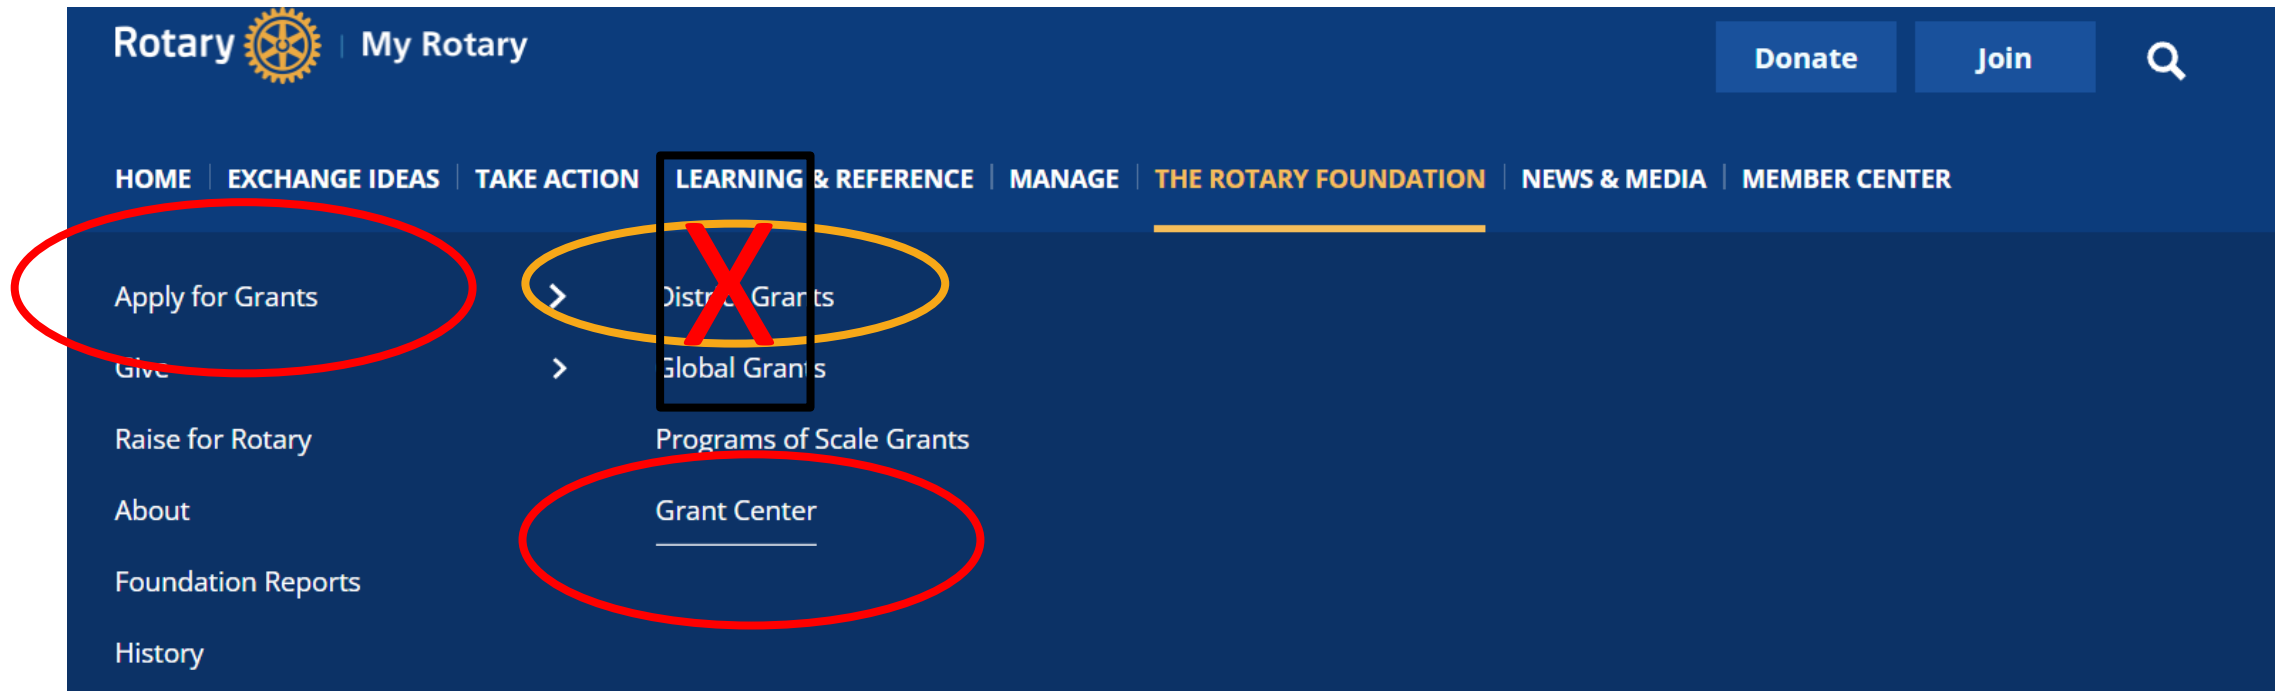 Rotary | My Rotary
Donate
Join
HOME | EXCHANGE IDEAS | TAKE ACTION LEARNING & REFERENCE | MANAGE | THE ROTARY FOUNDATION | NEWS & MEDIA | MEMBER CENTER
Apply for Grants > District Grants
X
Give > Global Grants
Raise for Rotary Programs of Scale Grants
About Grant Center
Foundation Reports
History